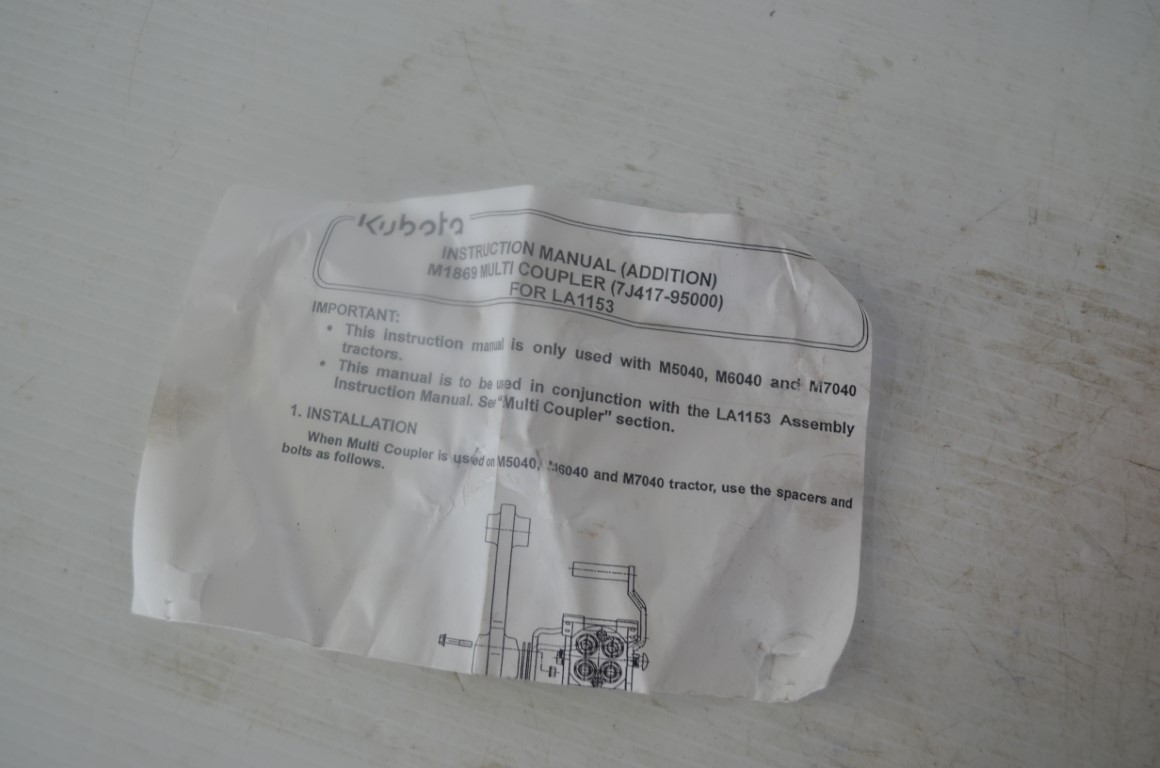 Kubota
INSTRUCTION MANUAL (ADDITION)
M1869 MULTI COUPLER (7J417-95000)
FOR LA1153
IMPORTANT:
• This instruction manual is only used with M5040, M6040 and M7040
tractors.
• This manual is to be used in conjunction with the LA1153 Assembly
Instruction Manual. See “Multi Coupler” section.
1. INSTALLATION
When Multi Coupler is used on M5040, M6040 and M7040 tractor, use the spacers and
bolts as follows.